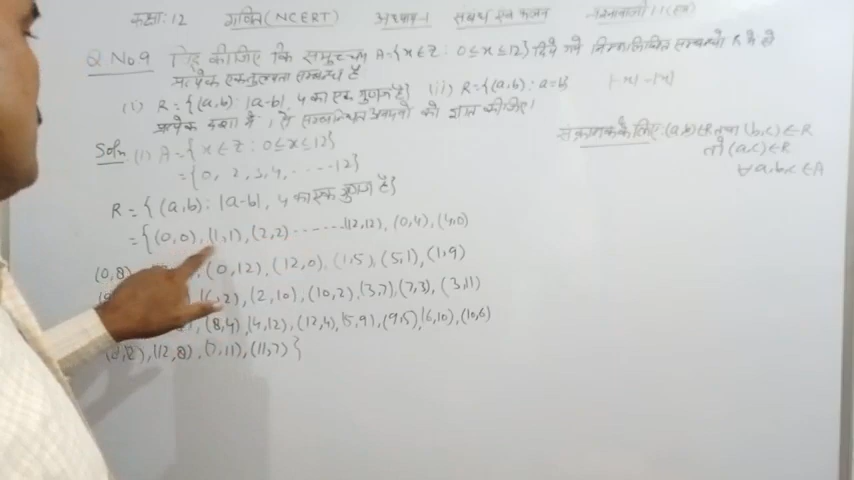 कक्षा:12 गणित(NCERT) अध्याय-1 संबंध एवं फलन प्रश्नावली 1.1
Q No 9 सिद्ध कीजिए कि समुच्चय A={x∈Z : 0≤x≤12} दिये गये निम्नलिखित सम्बन्धों R में से
प्रत्येक एक तुल्यता सम्बन्ध है
(i) R = {(a,b): |a-b|, 4 का एक गुणज है} (ii) R={(a,b): a=b
प्रत्येक दशा में 1 से सम्बन्धित अवयवों को ज्ञात कीजिए।
|-x| = |x|
Soln (i) A = {x∈Z : 0≤x≤12}
= {0, 2, 3, 4, ....-12}
R = {(a,b): |a-b|, 4 का एक गुणज है}
= {(0,0), (1,1), (2,2) ------(12,12), (0,4), (4,0)
(0,8) (0,12), (12,0), (1,5), (5,1), (1,9)
2), (2,10), (10,2), (3,7), (7,3), (3,11)
(8,4), (4,12), (12,4), (5,9), (9,5), (6,10), (10,6)
(12,8), (7,11), (11,7)}
संक्रामक के लिए: (a,b)∈R तथा (b,c)∈R
तो (a,c)∈R
∀ a,b,c ∈A